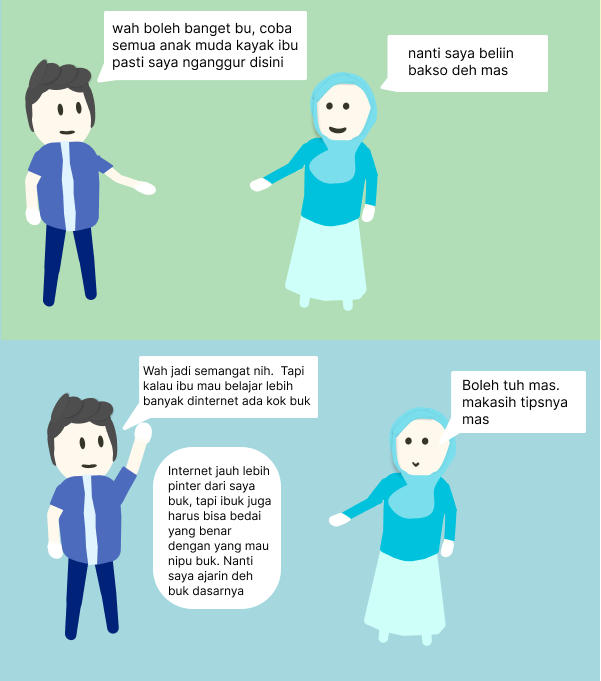 wah boleh banget bu, coba
semua anak muda kayak ibu
pasti saya nganggur disini
nanti saya beliin
bakso deh mas
Wah jadi semangat nih. Tapi
kalau ibu mau belajar lebih
banyak dinternet ada kok buk
Boleh tuh mas.
makasih tipsnya
mas
Internet jauh lebih
pinter dari saya
buk, tapi ibuk juga
harus bisa bedai
yang benar
dengan yang mau
nipu buk. Nanti
saya ajarin deh
buk dasarnya